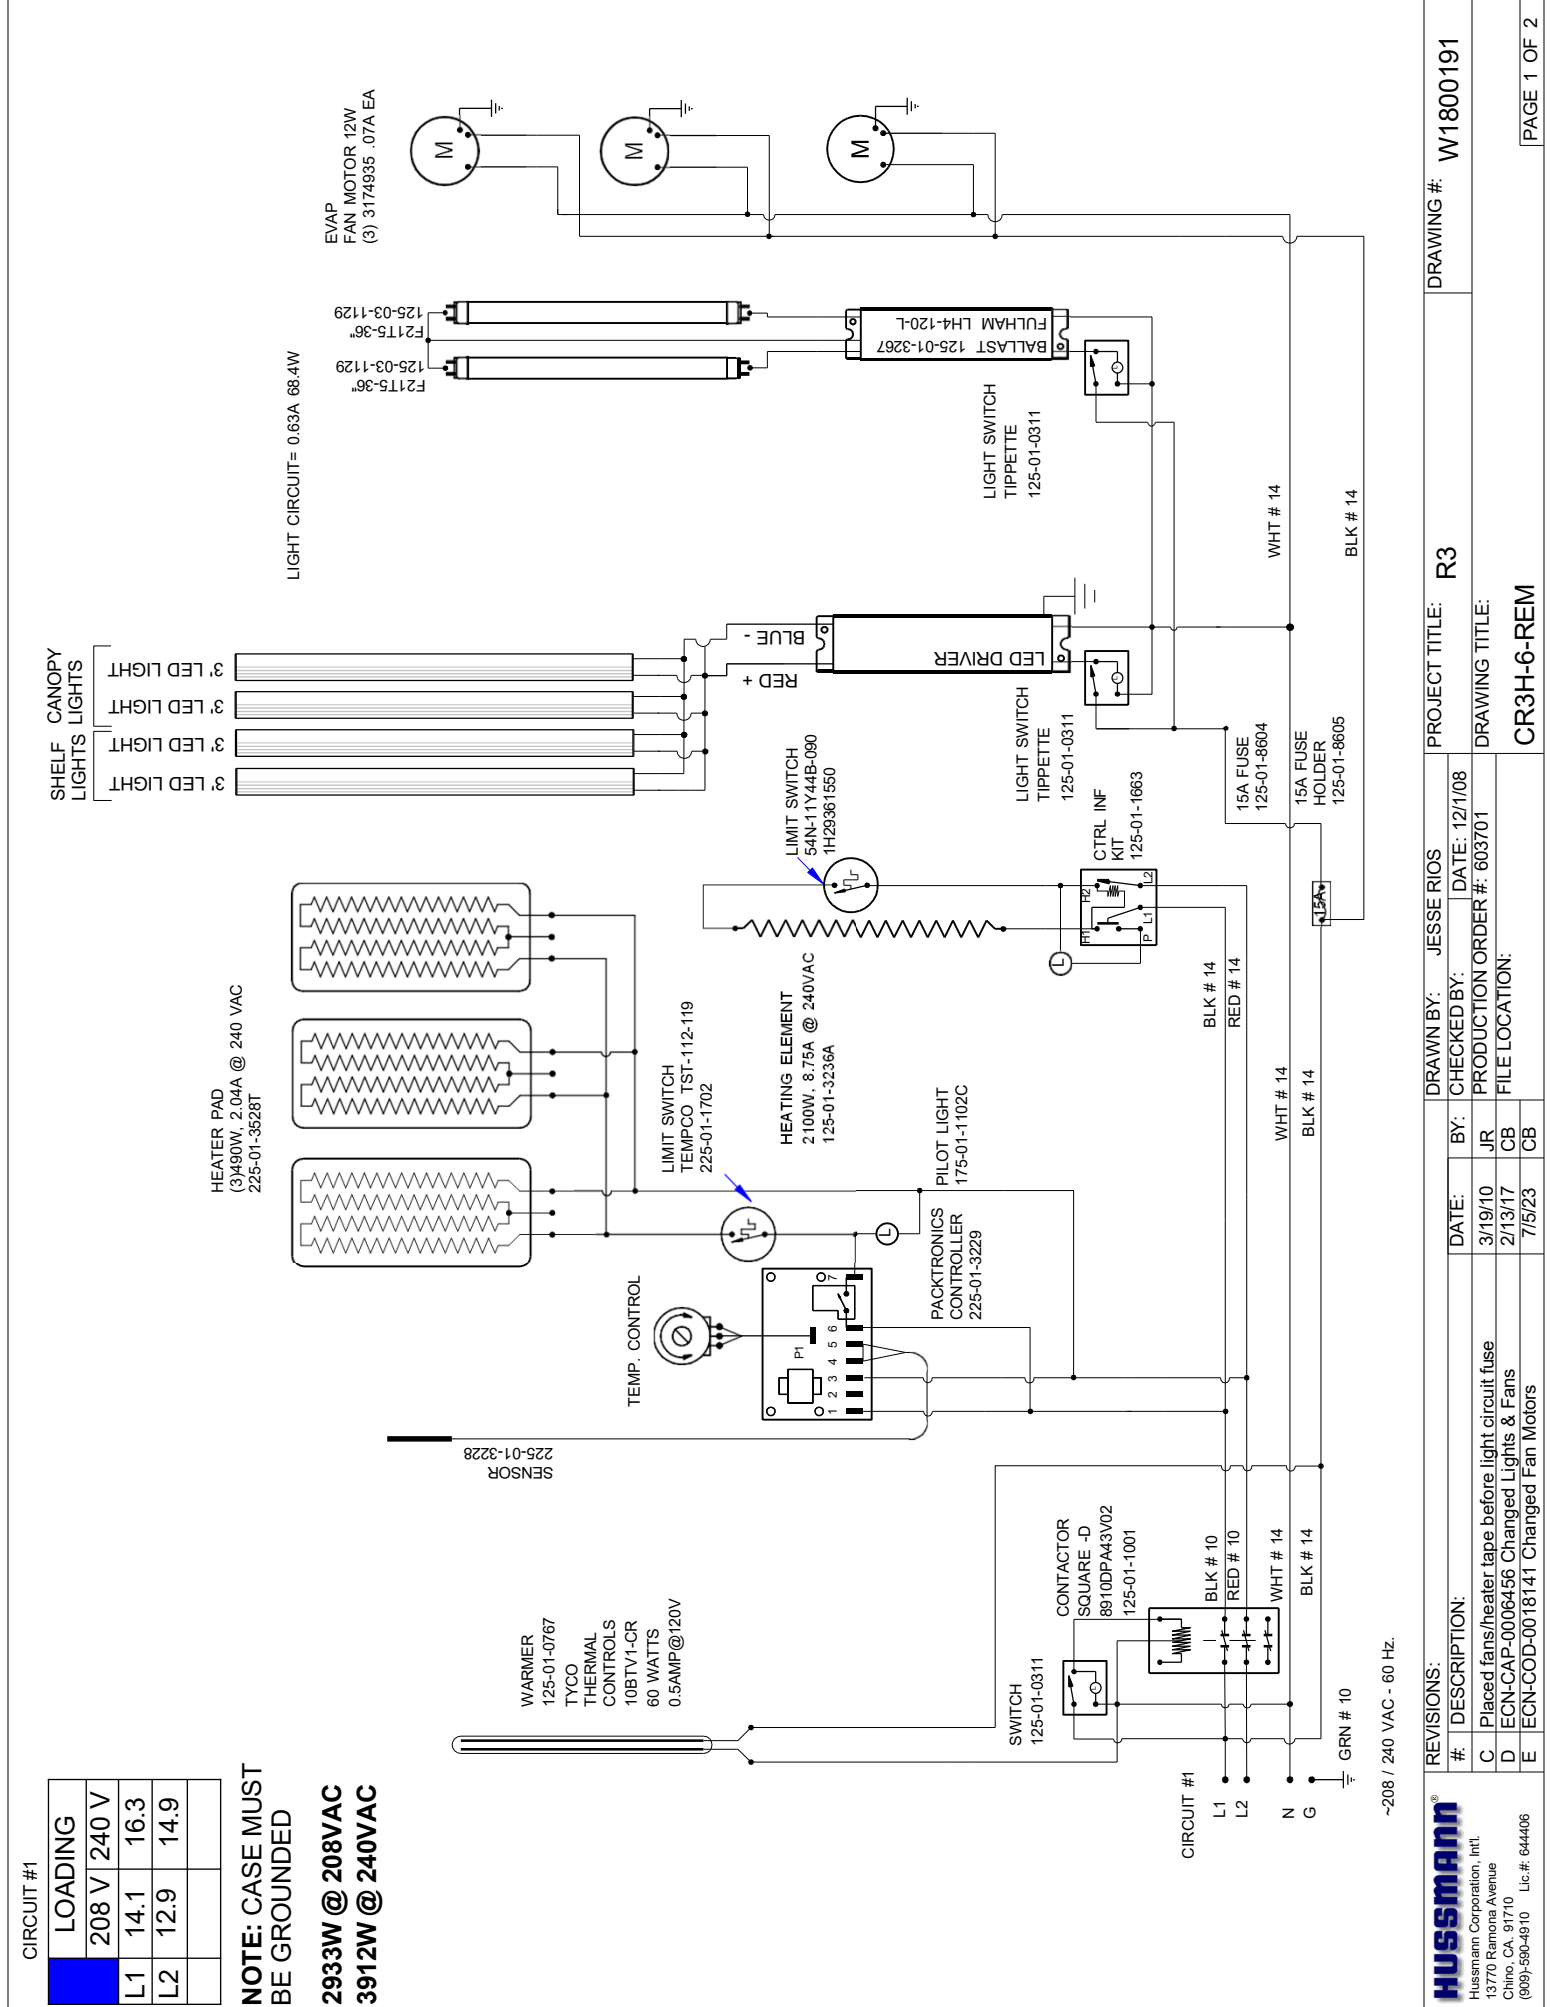 CIRCUIT #1
LOADING
208 V 240 V
L1 14.1 16.3
L2 12.9 14.9
NOTE: CASE MUST
BE GROUNDED
2933W @ 208VAC
3912W @ 240VAC
SHELF
LIGHTS
CANOPY
LIGHTS
3' LED LIGHT
3' LED LIGHT
3' LED LIGHT
3' LED LIGHT
LIGHT CIRCUIT= 0.63A 68.4W
EVAP
FAN MOTOR 12W
(3) 3174935 .07A EA
M
M
M
F21T5-36"
125-03-1129
F21T5-36"
125-03-1129
BALLAST 125-01-3267
FULHAM LH4-120-L
LIGHT SWITCH
TIPPETTE
125-01-0311
RED +
BLUE -
LED DRIVER
LIGHT SWITCH
TIPPETTE
125-01-0311
HEATER PAD
(3)490W, 2.04A @ 240 VAC
225-01-3528T
LIMIT SWITCH
54N-11Y44B-090
1H29361550
LIMIT SWITCH
TEMPCO TST-112-119
225-01-1702
HEATING ELEMENT
2100W, 8.75A @ 240VAC
125-01-3236A
CTRL INF
KIT
125-01-1663
H1
H2
P
L1
L2
L
15A FUSE
125-01-8604
15A FUSE
HOLDER
125-01-8605
15A
PILOT LIGHT
175-01-1102C
L
TEMP. CONTROL
PACKTRONICS
CONTROLLER
225-01-3229
P1
1 2 3 4 5 6 7
SENSOR
225-01-3228
WARMER
125-01-0767
TYCO
THERMAL
CONTROLS
10BTV1-CR
60 WATTS
0.5AMP@120V
SWITCH
125-01-0311
CONTACTOR
SQUARE -D
8910DPA43V02
125-01-1001
CIRCUIT #1
L1
L2
N
G
GRN # 10
~208 / 240 VAC - 60 Hz.
BLK # 10
RED # 10
WHT # 14
BLK # 14
BLK # 14
RED # 14
WHT # 14
BLK # 14
WHT # 14
BLK # 14
HUSSmann®
Hussmann Corporation, Int'l.
13770 Ramona Avenue
Chino, CA. 91710
(909)-590-4910 Lic.#: 644406
REVISIONS:
#: DESCRIPTION: DATE: BY:
C Placed fans/heater tape before light circuit fuse 3/19/10 JR
D ECN-CAP-0006456 Changed Lights & Fans 2/13/17 CB
E ECN-COD-0018141 Changed Fan Motors 7/5/23 CB
DRAWN BY: JESSE RIOS
CHECKED BY: DATE: 12/1/08
PRODUCTION ORDER #: 603701
FILE LOCATION:
PROJECT TITLE: R3
DRAWING TITLE:
CR3H-6-REM
DRAWING #: W1800191
PAGE 1 OF 2